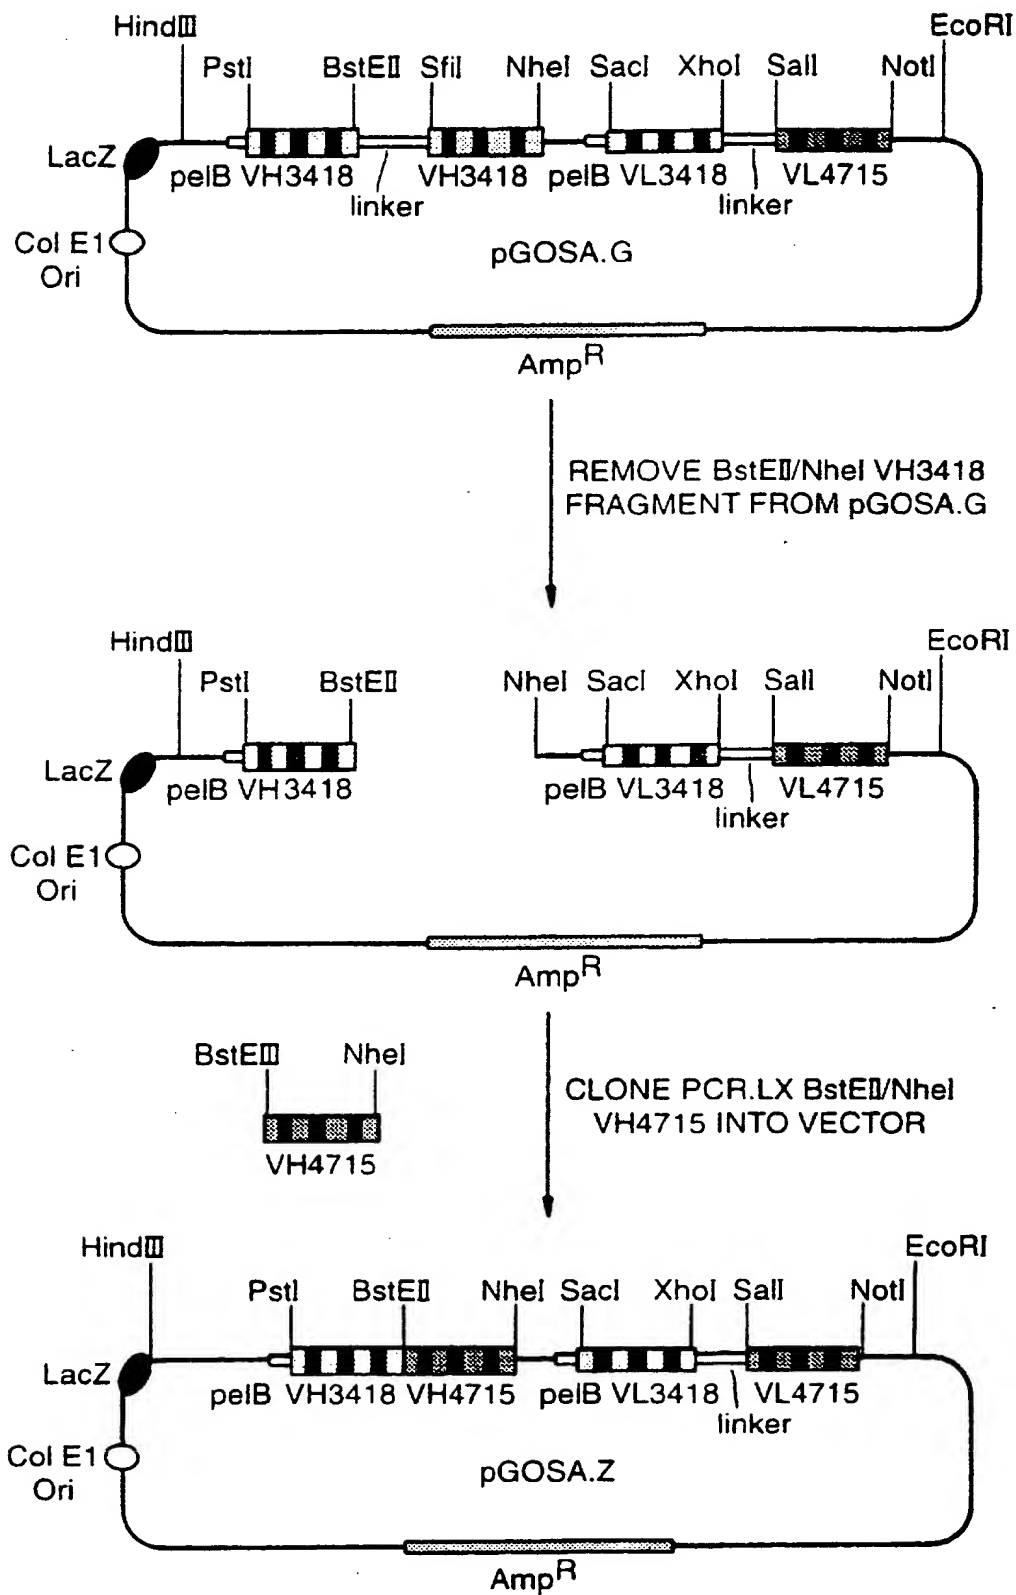 HindIII EcoRI
PstI BstEII SfiI NheI SacI XhoI SalI NotI
LacZ
pelB VH3418 VH3418 pelB VL3418 VL4715
linker linker
Col E1
Ori
pGOSA.G
Amp^R
REMOVE BstEII/NheI VH3418
FRAGMENT FROM pGOSA.G
HindIII EcoRI
PstI BstEII NheI SacI XhoI SalI NotI
LacZ
pelB VH3418 pelB VL3418 VL4715
linker
Col E1
Ori
Amp^R
BstEIII NheI
VH4715
CLONE PCR.LX BstEII/NheI
VH4715 INTO VECTOR
HindIII EcoRI
PstI BstEII NheI SacI XhoI SalI NotI
LacZ
pelB VH3418 VH4715 pelB VL3418 VL4715
linker
Col E1
Ori
pGOSA.Z
Amp^R